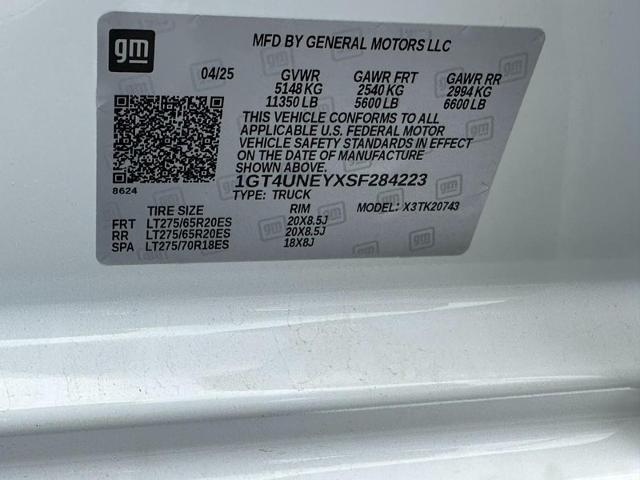 gm
MFD BY GENERAL MOTORS LLC
04/25 GVWR GAWR FRT GAWR RR
5148 KG 2540 KG 2994 KG
11350 LB 5600 LB 6600 LB
THIS VEHICLE CONFORMS TO ALL
APPLICABLE U.S. FEDERAL MOTOR
VEHICLE SAFETY STANDARDS IN EFFECT
ON THE DATE OF MANUFACTURE
SHOWN ABOVE.
8624
1GT4UNEYXSF284223
TYPE: TRUCK
TIRE SIZE RIM MODEL: X3TK20743
FRT LT275/65R20ES 20X8.5J
RR LT275/65R20ES 20X8.5J
SPA LT275/70R18ES 18X8J